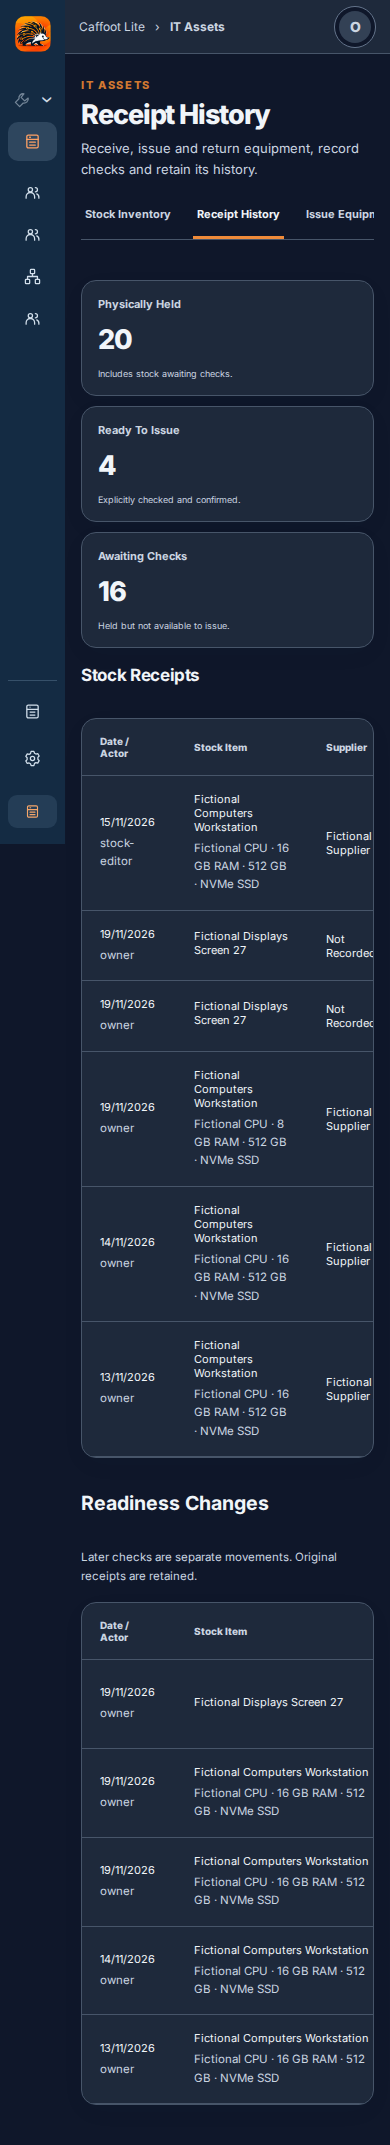 Caffoot Lite › IT Assets
O
IT ASSETS
Receipt History
Receive, issue and return equipment, record
checks and retain its history.
Stock Inventory Receipt History Issue Equipm
Physically Held
20
Includes stock awaiting checks.
Ready To Issue
4
Explicitly checked and confirmed.
Awaiting Checks
16
Held but not available to issue.
Stock Receipts
Date /
Actor
Stock Item
Supplier
15/11/2026
stock-
editor
Fictional
Computers
Workstation
Fictional CPU · 16
GB RAM · 512 GB
· NVMe SSD
Fictional
Supplier
19/11/2026
owner
Fictional Displays
Screen 27
Not
Recorded
19/11/2026
owner
Fictional Displays
Screen 27
Not
Recorded
19/11/2026
owner
Fictional
Computers
Workstation
Fictional CPU · 8
GB RAM · 512 GB
· NVMe SSD
Fictional
Supplier
14/11/2026
owner
Fictional
Computers
Workstation
Fictional CPU · 16
GB RAM · 512 GB
· NVMe SSD
Fictional
Supplier
13/11/2026
owner
Fictional
Computers
Workstation
Fictional CPU · 16
GB RAM · 512 GB
· NVMe SSD
Fictional
Supplier
Readiness Changes
Later checks are separate movements. Original
receipts are retained.
Date /
Actor
Stock Item
19/11/2026
owner
Fictional Displays Screen 27
19/11/2026
owner
Fictional Computers Workstation
Fictional CPU · 16 GB RAM · 512
GB · NVMe SSD
19/11/2026
owner
Fictional Computers Workstation
Fictional CPU · 16 GB RAM · 512
GB · NVMe SSD
14/11/2026
owner
Fictional Computers Workstation
Fictional CPU · 16 GB RAM · 512
GB · NVMe SSD
13/11/2026
owner
Fictional Computers Workstation
Fictional CPU · 16 GB RAM · 512
GB · NVMe SSD